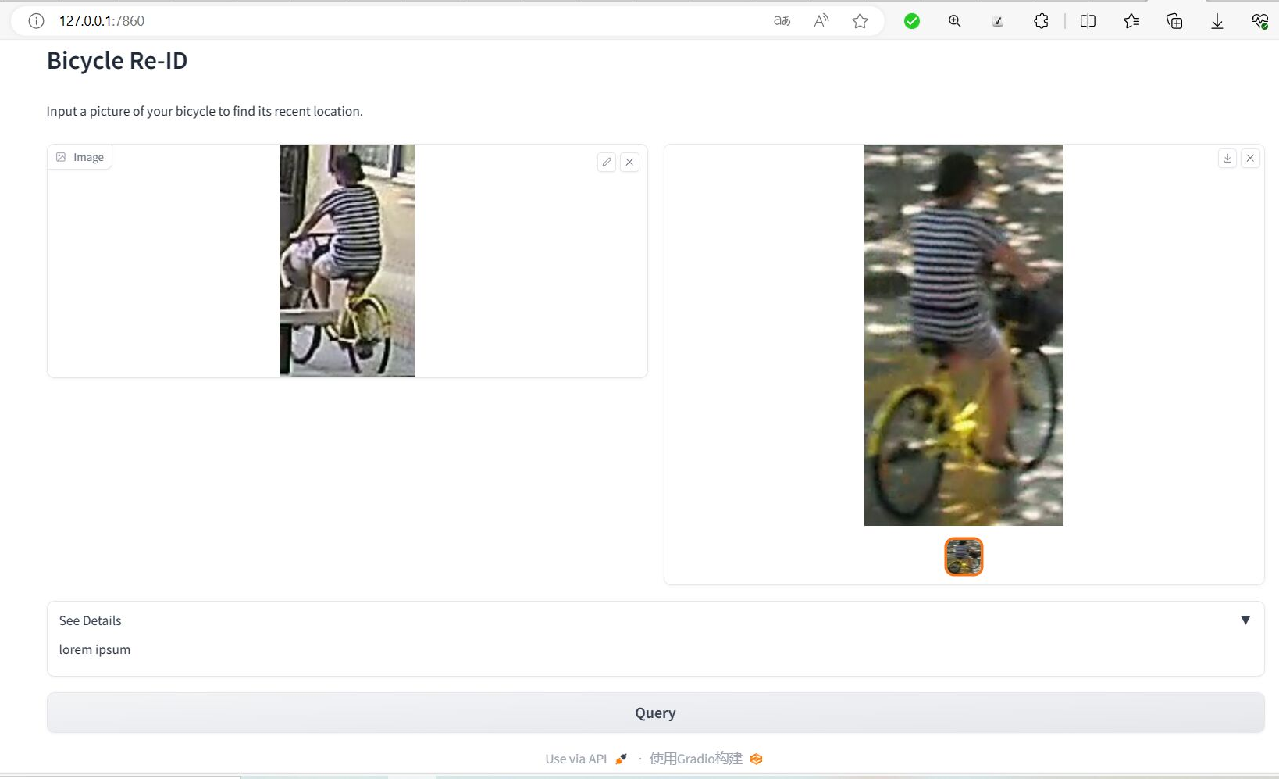 127.0.0.1:7860
Bicycle Re-ID
Input a picture of your bicycle to find its recent location.
Image
See Details
lorem ipsum
Query
Use via API · 使用Gradio构建